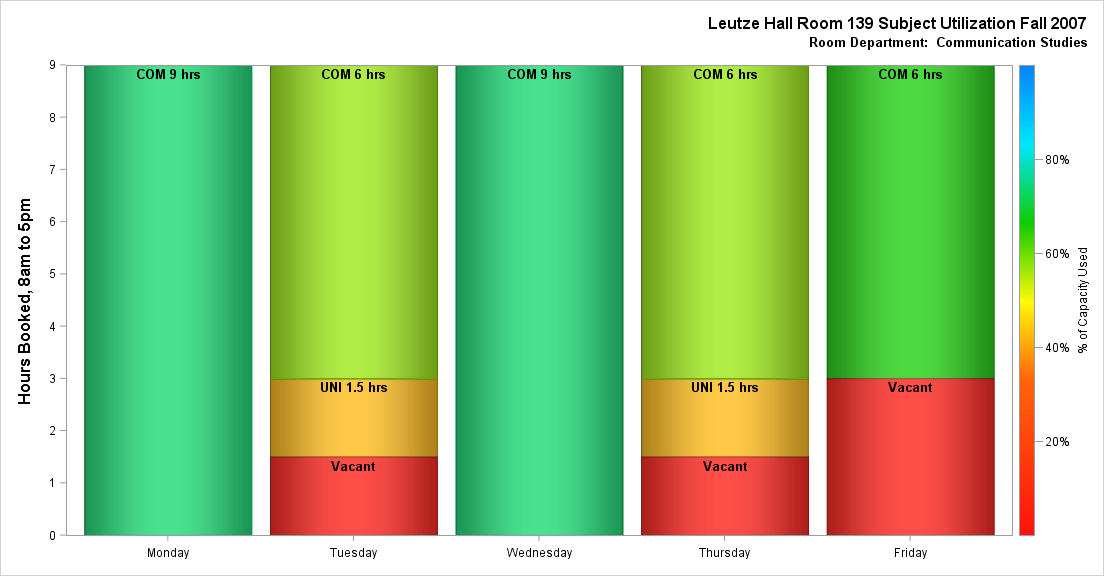 Leutze Hall Room 139 Subject Utilization Fall 2007
Room Department:  Communication Studies
Hours Booked, 8am to 5pm
9
8
7
6
5
4
3
2
1
0
COM 9 hrs
COM 6 hrs
COM 9 hrs
COM 6 hrs
COM 6 hrs
UNI 1.5 hrs
UNI 1.5 hrs
Vacant
Vacant
Vacant
Monday
Tuesday
Wednesday
Thursday
Friday
80%
60%
40%
20%
% of Capacity Used